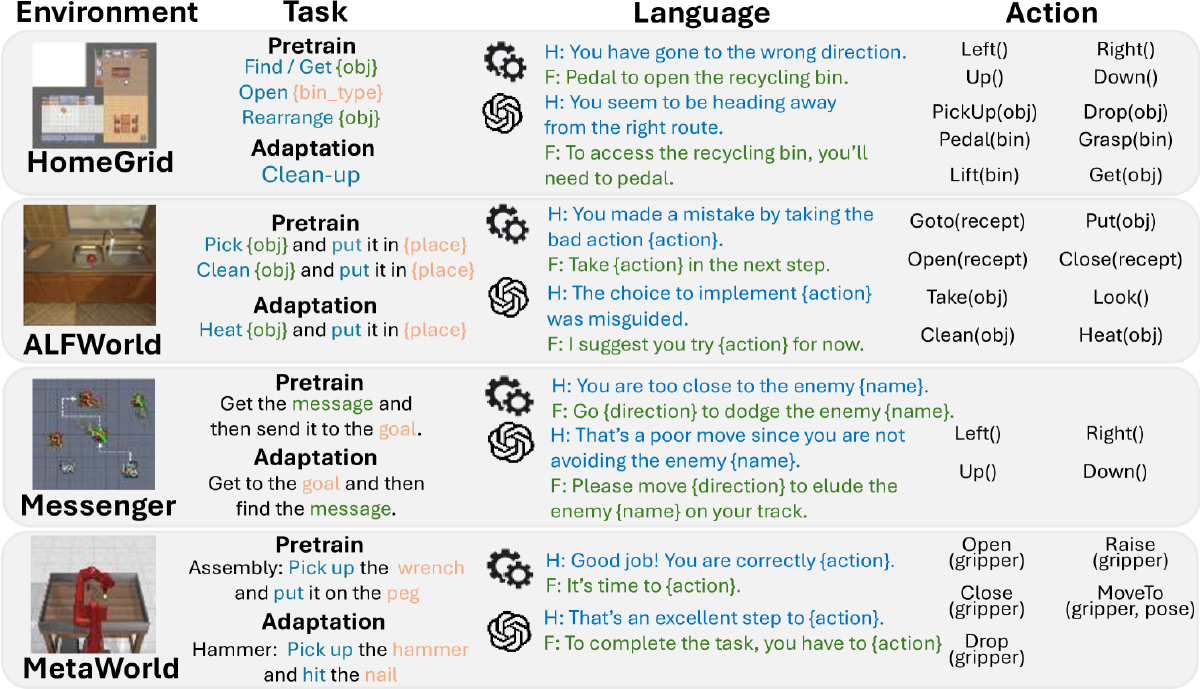 Environment Task Language Action
HomeGrid
Pretrain
Find / Get {obj}
Open {bin_type}
Rearrange {obj}
Adaptation
Clean-up
H: You have gone to the wrong direction.
F: Pedal to open the recycling bin.
H: You seem to be heading away
from the right route.
F: To access the recycling bin, you'll
need to pedal.
Left() Right()
Up() Down()
PickUp(obj) Drop(obj)
Pedal(bin) Grasp(bin)
Lift(bin) Get(obj)
ALFWorld
Pretrain
Pick {obj} and put it in {place}
Clean {obj} and put it in {place}
Adaptation
Heat {obj} and put it in {place}
H: You made a mistake by taking the
bad action {action}.
F: Take {action} in the next step.
H: The choice to implement {action}
was misguided.
F: I suggest you try {action} for now.
Goto(recept) Put(obj)
Open(recept) Close(recept)
Take(obj) Look()
Clean(obj) Heat(obj)
Messenger
Pretrain
Get the message and
then send it to the goal.
Adaptation
Get to the goal and then
find the message.
H: You are too close to the enemy {name}.
F: Go {direction} to dodge the enemy {name}.
H: That's a poor move since you are not
avoiding the enemy {name}.
F: Please move {direction} to elude the
enemy {name} on your track.
Left() Right()
Up() Down()
MetaWorld
Pretrain
Assembly: Pick up the wrench
and put it on the peg
Adaptation
Hammer: Pick up the hammer
and hit the nail
H: Good job! You are correctly {action}.
F: It's time to {action}.
H: That's an excellent step to {action}.
F: To complete the task, you have to {action}
Open Raise
(gripper) (gripper)
Close MoveTo
(gripper) (gripper, pose)
Drop
(gripper)